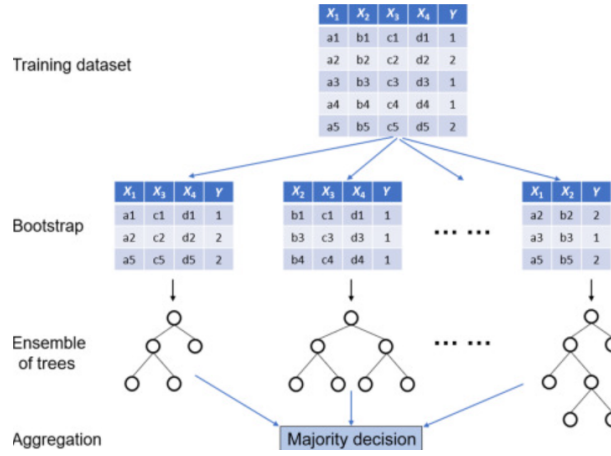 X1 X2 X3 X4 Y
a1 b1 c1 d1 1
a2 b2 c2 d2 2
Training dataset
a3 b3 c3 d3 1
a4 b4 c4 d4 1
a5 b5 c5 d5 2
X1 X3 X4 Y
a1 c1 d1 1
a2 c2 d2 2
a5 c5 d5 2
X2 X3 X4 Y
b1 c1 d1 1
b3 c3 d3 1
b4 c4 d4 1
X1 X2 Y
a2 b2 2
a3 b3 1
a5 b5 2
Bootstrap
... ...
Ensemble
of trees
... ...
Aggregation
Majority decision